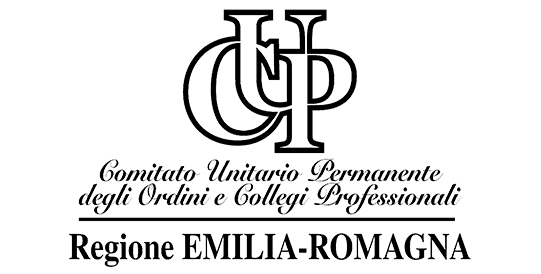 CUP
Comitato Unitario Permanente
degli Ordini e Collegi Professionali
Regione EMILIA-ROMAGNA